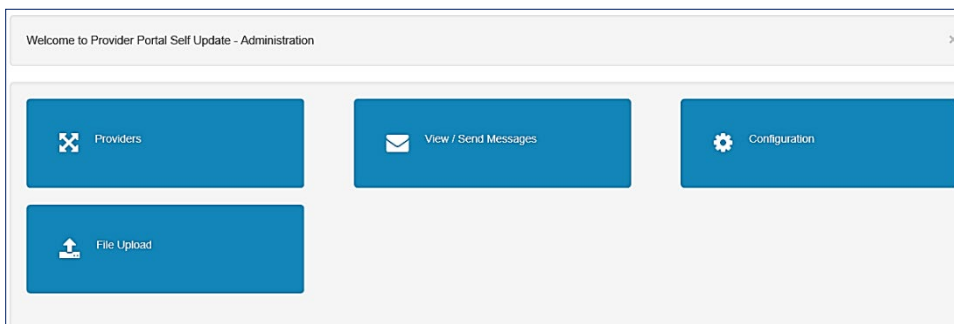 Welcome to Provider Portal Self Update - Administration
Providers
View / Send Messages
Configuration
File Upload